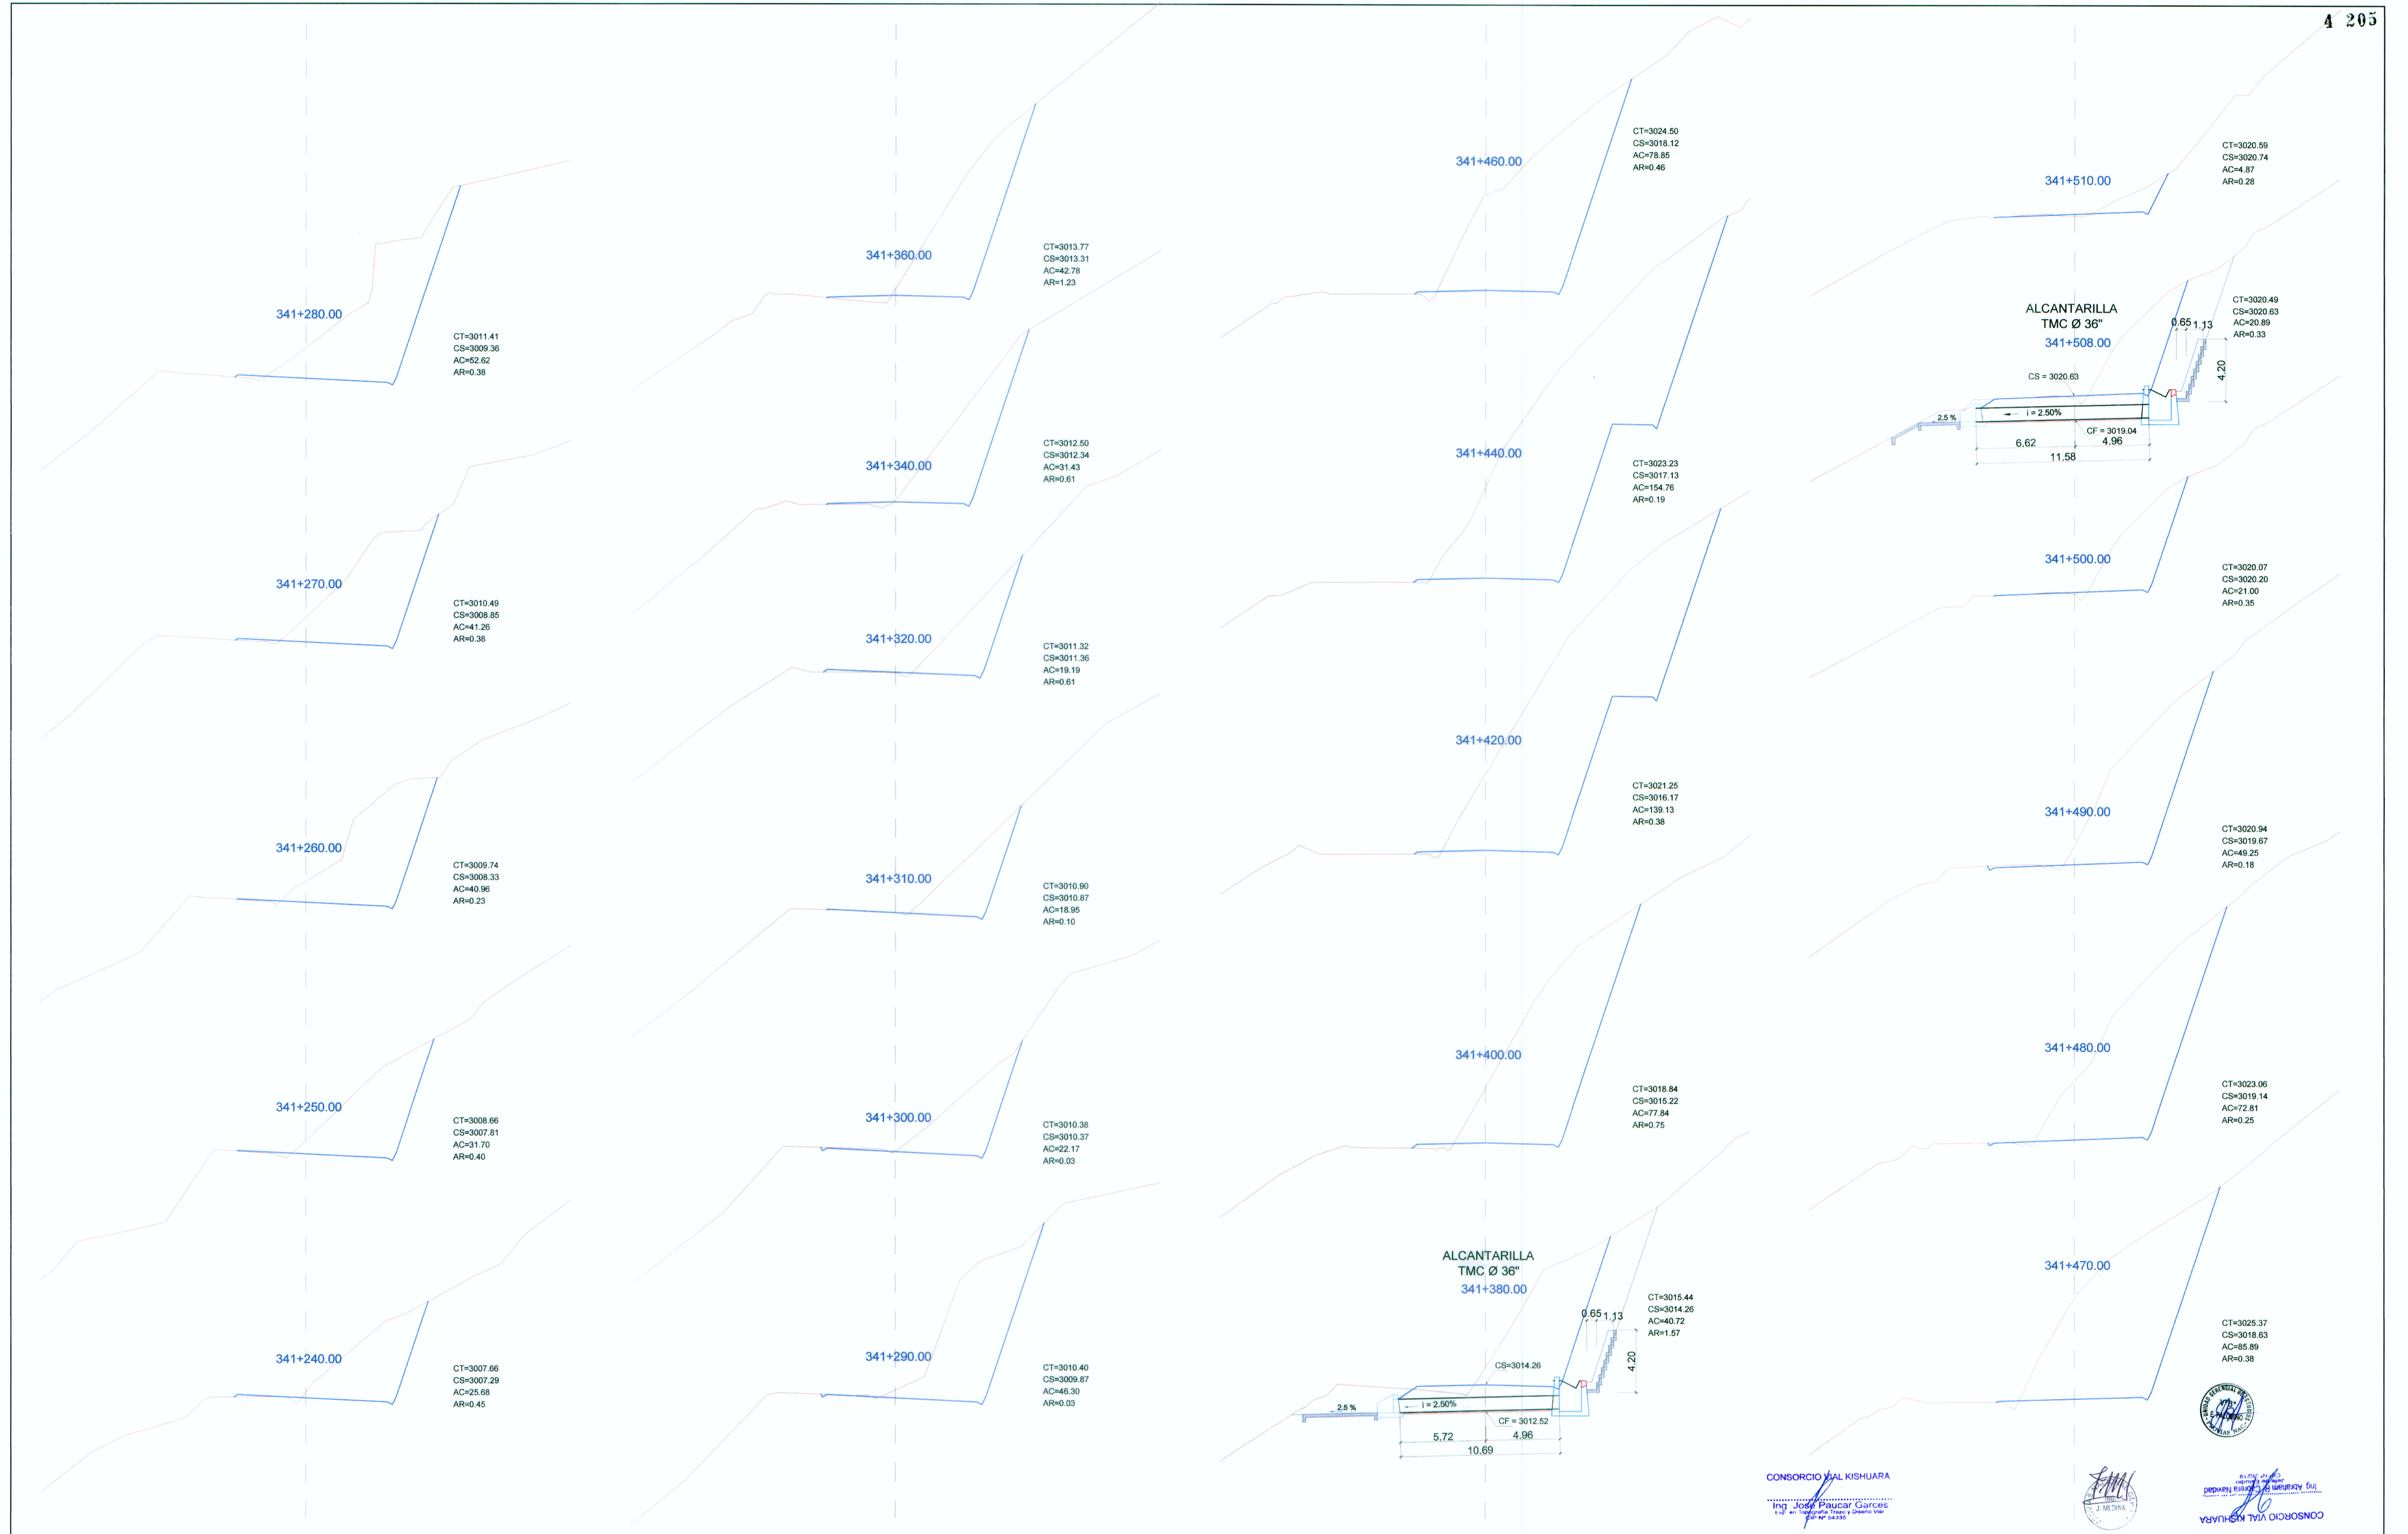 4 205
341+280.00
CT=3011.41
CS=3009.36
AC=52.62
AR=0.38
341+270.00
CT=3010.49
CS=3008.85
AC=41.26
AR=0.38
341+260.00
CT=3009.74
CS=3008.33
AC=40.96
AR=0.23
341+250.00
CT=3008.66
CS=3007.81
AC=31.70
AR=0.40
341+240.00
CT=3007.66
CS=3007.29
AC=25.68
AR=0.45
341+360.00
CT=3013.77
CS=3013.31
AC=42.78
AR=1.23
341+340.00
CT=3012.50
CS=3012.34
AC=31.43
AR=0.61
341+320.00
CT=3011.32
CS=3011.36
AC=19.19
AR=0.61
341+310.00
CT=3010.90
CS=3010.87
AC=18.95
AR=0.10
341+300.00
CT=3010.38
CS=3010.37
AC=22.17
AR=0.03
341+290.00
CT=3010.40
CS=3009.87
AC=46.30
AR=0.03
341+460.00
CT=3024.50
CS=3018.12
AC=78.85
AR=0.46
341+440.00
CT=3023.23
CS=3017.13
AC=154.76
AR=0.19
341+420.00
CT=3021.25
CS=3016.17
AC=139.13
AR=0.38
341+400.00
CT=3018.84
CS=3015.22
AC=77.84
AR=0.75
ALCANTARILLA
TMC Ø 36"
341+380.00
CT=3015.44
CS=3014.26
AC=40.72
AR=1.57
0.65 1.13
4.20
CS=3014.26
2.5 %
i = 2.50%
CF = 3012.52
5.72 4.96
10.69
341+510.00
CT=3020.59
CS=3020.74
AC=4.87
AR=0.28
ALCANTARILLA
TMC Ø 36"
341+508.00
CT=3020.49
CS=3020.63
AC=20.89
AR=0.33
0.65 1.13
4.20
CS = 3020.63
2.5 %
i = 2.50%
CF = 3019.04
6.62 4.96
11.58
341+500.00
CT=3020.07
CS=3020.20
AC=21.00
AR=0.35
341+490.00
CT=3020.94
CS=3019.67
AC=49.25
AR=0.18
341+480.00
CT=3023.06
CS=3019.14
AC=72.81
AR=0.25
341+470.00
CT=3025.37
CS=3018.63
AC=85.89
AR=0.38
CONSORCIO VIAL KISHUARA
Ing. José Paucar Garces
Esp. en Topografia Trazo y Diseño Vial
CIP Nº 54335
J. MEDINA
CONSORCIO VIAL KISHUARA
Ing Abraham R Cabrera Navidad
Jefe de Estudio